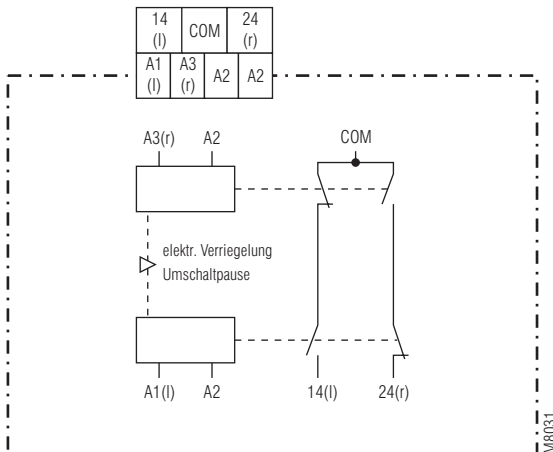 14 (l) COM 24 (r)
A1 (l) A3 (r) A2 A2
A3(r) A2 COM
elektr. Verriegelung
Umschaltpause
A1(l) A2 14(l) 24(r)
M8031